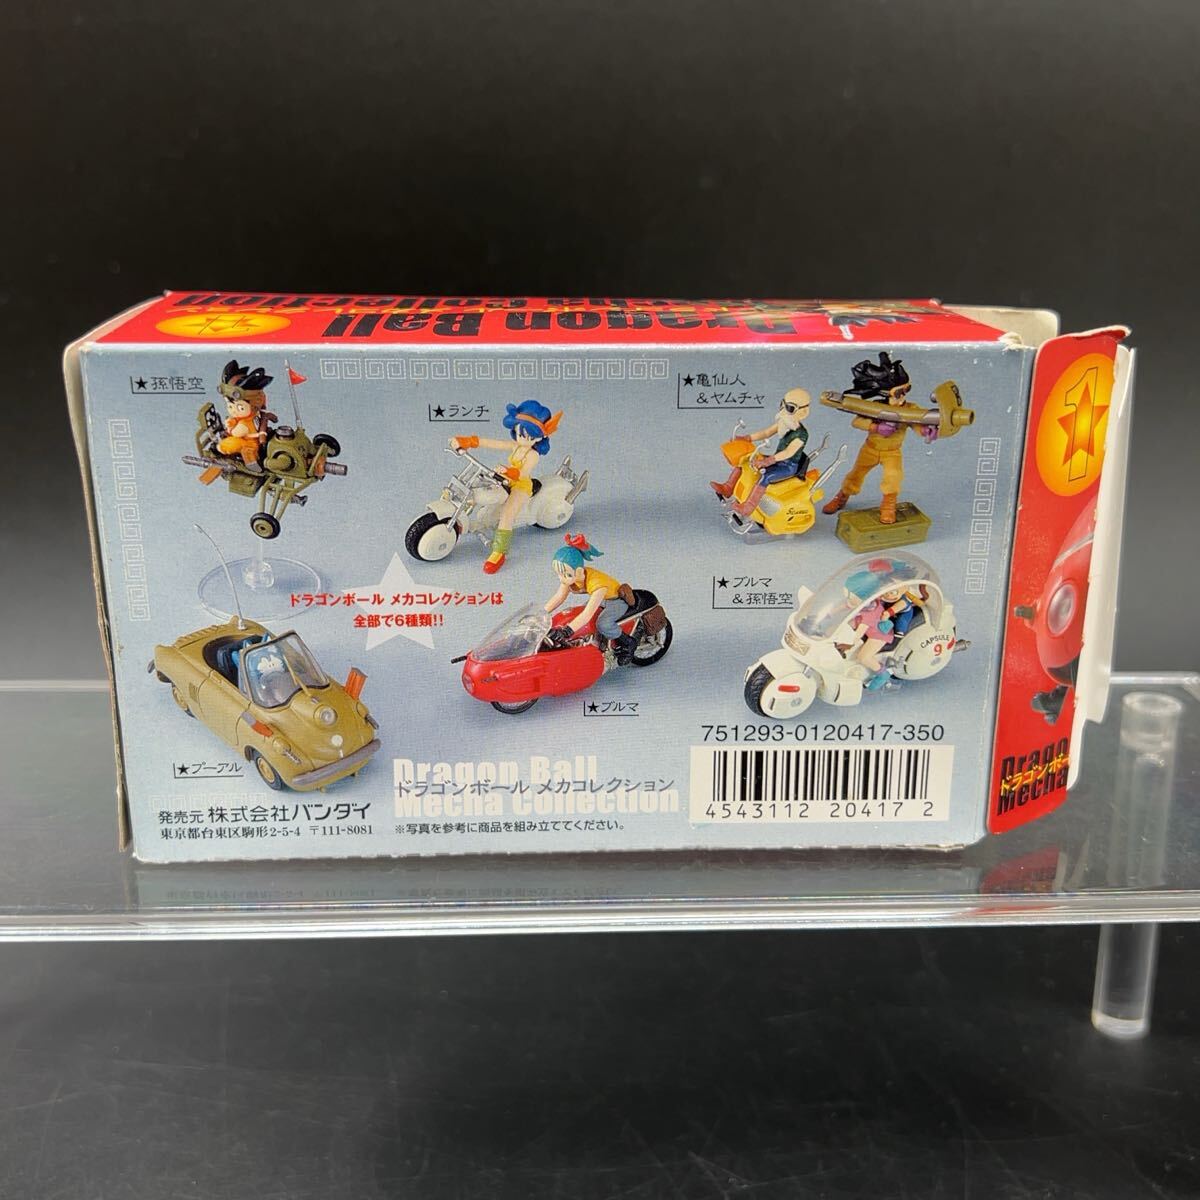 Dragon Ball
Mecha Collection
★孫悟空
★ランチ
★亀仙人
&ヤムチャ
ドラゴンボール メカコレクションは
全部で6種類!!
★ブルマ
&孫悟空
CAPSULE
9
★ブルマ
★プーアル
751293-0120417-350
4543112 204172
Dragon Ball
ドラゴンボール メカコレクション
Mecha Collection
※写真を参考に商品を組み立ててください。
発売元 株式会社バンダイ
東京都台東区駒形2-5-4 〒111-8081
1
Drago
ドラゴンボー
Mecha